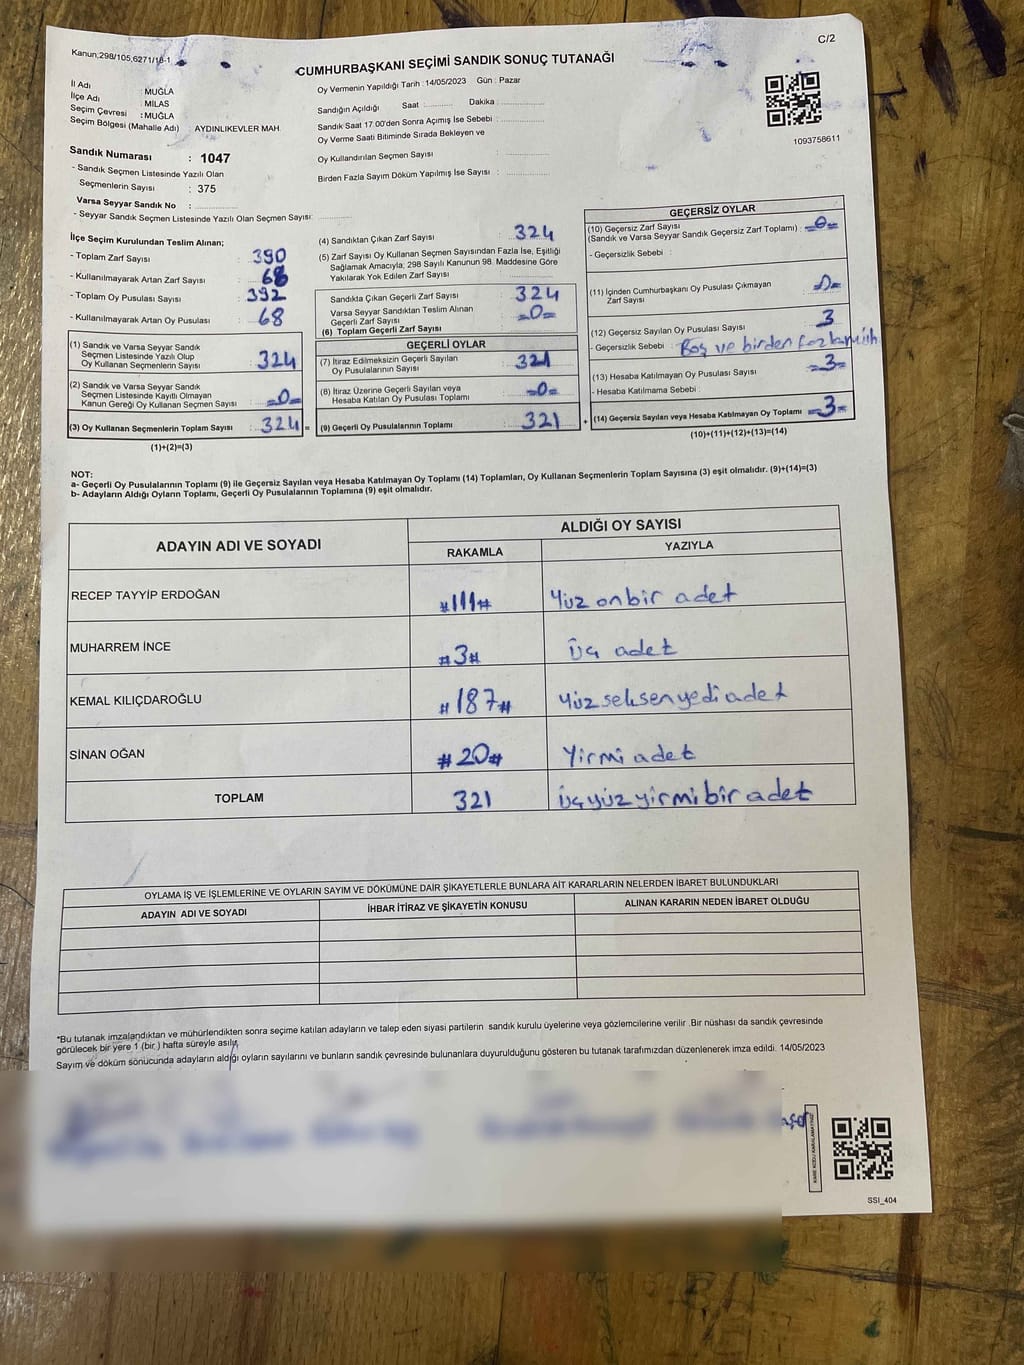 Kanun;298/105,6271/16-1
C/2
CUMHURBAŞKANI SEÇİMİ SANDIK SONUÇ TUTANAĞI
İl Adı : MUĞLA
İlçe Adı : MİLAS
Seçim Çevresi : MUĞLA
Seçim Bölgesi (Mahalle Adı) : AYDINLIKEVLER MAH
Sandık Numarası : 1047
- Sandık Seçmen Listesinde Yazılı Olan
Seçmenlerin Sayısı : 375
Varsa Seyyar Sandık No : ..............
- Seyyar Sandık Seçmen Listesinde Yazılı Olan Seçmen Sayısı: ..............
Oy Vermenin Yapıldığı Tarih : 14/05/2023 Gün : Pazar
Sandığın Açıldığı Saat .............. Dakika ..............
Sandık Saat 17:00'den Sonra Açımış İse Sebebi : ..............
Oy Verme Saati Bitiminde Sırada Bekleyen ve
Oy Kullandırılan Seçmen Sayısı : ..............
Birden Fazla Sayım Döküm Yapılmış İse Sayısı : ..............
1093758611
İlçe Seçim Kurulundan Teslim Alınan;
- Toplam Zarf Sayısı : 390
- Kullanılmayarak Artan Zarf Sayısı : 68
- Toplam Oy Pusulası Sayısı : 392
- Kullanılmayarak Artan Oy Pusulası : 68
(1) Sandık ve Varsa Seyyar Sandık
Seçmen Listesinde Yazılı Olup
Oy Kullanan Seçmenlerin Sayısı : 324
(2) Sandık ve Varsa Seyyar Sandık
Seçmen Listesinde Kayıtlı Olmayan
Kanun Gereği Oy Kullanan Seçmen Sayısı : =0=
(3) Oy Kullanan Seçmenlerin Toplam Sayısı : 324 =
(1)+(2)=(3)
(4) Sandıktan Çıkan Zarf Sayısı : 324
(5) Zarf Sayısı Oy Kullanan Seçmen Sayısından Fazla İse, Eşitliği
Sağlamak Amacıyla; 298 Sayılı Kanunun 98. Maddesine Göre
Yakılarak Yok Edilen Zarf Sayısı : ..............
Sandıkta Çıkan Geçerli Zarf Sayısı : 324
Varsa Seyyar Sandıktan Teslim Alınan
Geçerli Zarf Sayısı : =0=
(6) Toplam Geçerli Zarf Sayısı :
GEÇERLİ OYLAR
(7) İtiraz Edilmeksizin Geçerli Sayılan
Oy Pusulasının Sayısı : 321
(8) İtiraz Üzerine Geçerli Sayılan veya
Hesaba Katılan Oy Pusulası Toplamı : =0=
(9) Geçerli Oy Pusulalarının Toplamı : 321 +
GEÇERSİZ OYLAR
(10) Geçersiz Zarf Sayısı
(Sandık ve Varsa Seyyar Sandık Geçersiz Zarf Toplamı) : =0=
- Geçersizlik Sebebi :
(11) İçinden Cumhurbaşkanı Oy Pusulası Çıkmayan
Zarf Sayısı : =0=
(12) Geçersiz Sayılan Oy Pusulası Sayısı : 3
- Geçersizlik Sebebi : Boş ve birden fazla mühh
(13) Hesaba Katılmayan Oy Pusulası Sayısı : =3=
- Hesaba Katılmama Sebebi :
(14) Geçersiz Sayılan veya Hesaba Katılmayan Oy Toplamı : =3=
(10)+(11)+(12)+(13)=(14)
NOT:
a- Geçerli Oy Pusulalarının Toplamı (9) ile Geçersiz Sayılan veya Hesaba Katılmayan Oy Toplamı (14) Toplamları, Oy Kullanan Seçmenlerin Toplam Sayısına (3) eşit olmalıdır. (9)+(14)=(3)
b- Adayların Aldığı Oyların Toplamı, Geçerli Oy Pusulalarının Toplamına (9) eşit olmalıdır.
ADAYIN ADI VE SOYADI ALDIĞI OY SAYISI
RAKAMLA YAZIYLA
RECEP TAYYİP ERDOĞAN #111# Yüz onbir adet
MUHARREM İNCE #3# üç adet
KEMAL KILIÇDAROĞLU #187# yüz seksen yedi adet
SİNAN OĞAN #20# Yirmi adet
TOPLAM 321 üçyüz yirmi bir adet
OYLAMA İŞ VE İŞLEMLERİNE VE OYLARIN SAYIM VE DÖKÜMÜNE DAİR ŞİKAYETLERLE BUNLARA AİT KARARLARIN NELERDEN İBARET BULUNDUKLARI
ADAYIN ADI VE SOYADI İHBAR İTİRAZ VE ŞİKAYETİN KONUSU ALINAN KARARIN NEDEN İBARET OLDUĞU
*Bu tutanak imzalandıktan ve mühürlendikten sonra seçime katılan adayların ve talep eden siyasi partilerin sandık kurulu üyelerine veya gözlemcilerine verilir .Bir nüshası da sandık çevresinde
görülecek bir yere 1 (bir ) hafta süreyle asılır.
Sayım ve döküm sonucunda adayların aldığı oyların sayılarını ve bunların sandık çevresinde bulunanlara duyurulduğunu gösteren bu tutanak tarafımızdan düzenlenerek imza edildi. 14/05/2023
SSI_404